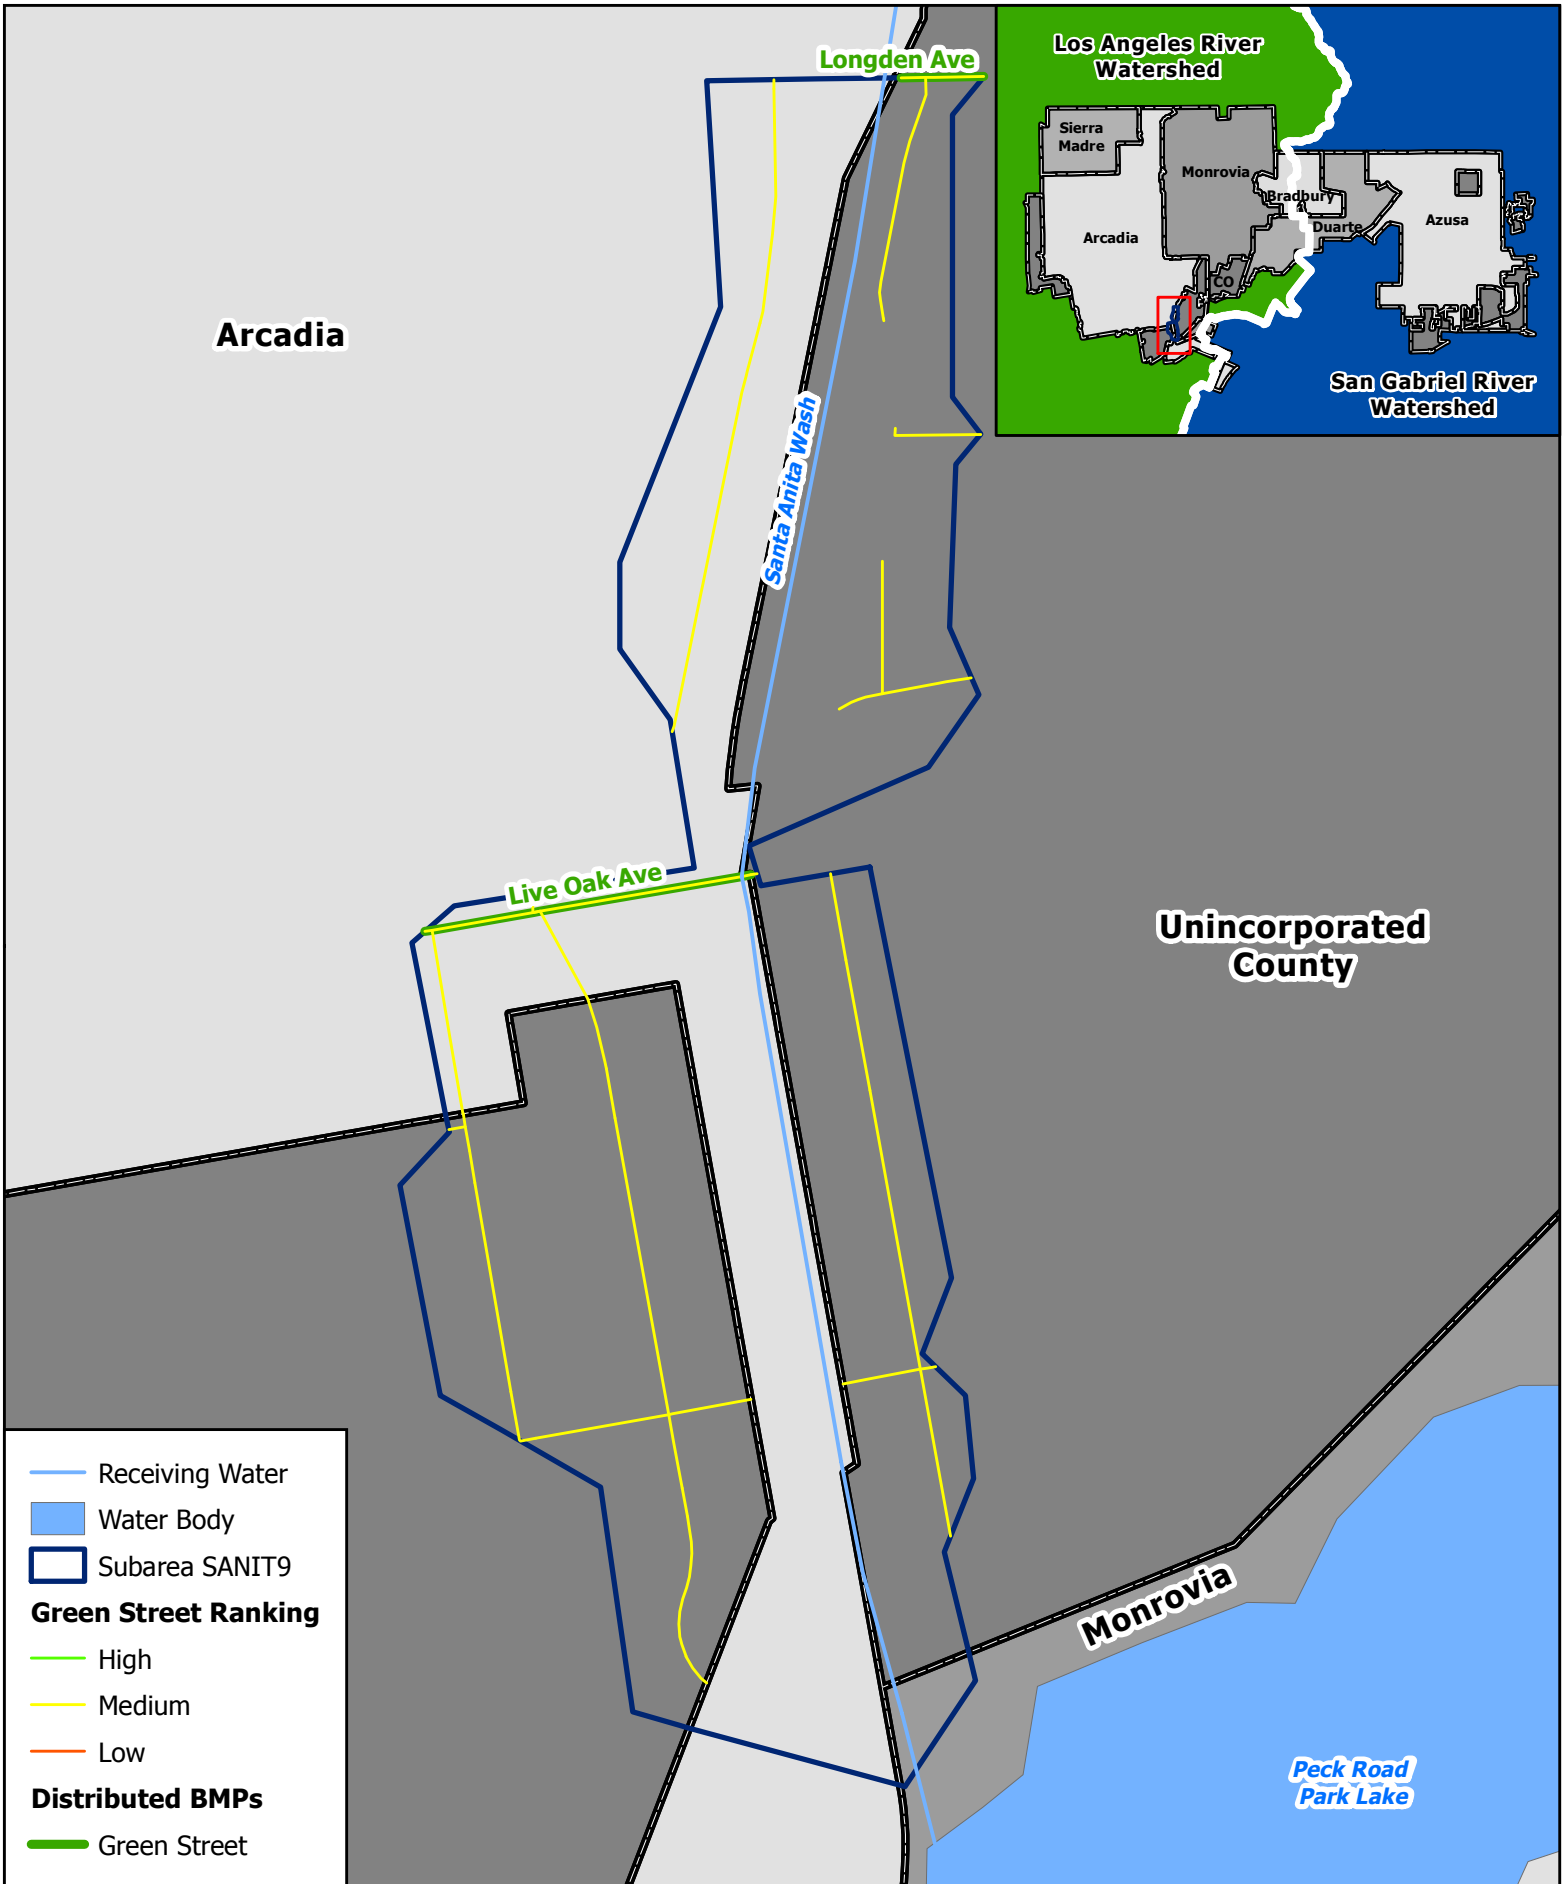 Longden Ave
Los Angeles River
Watershed
Sierra
Madre
Monrovia
Bradbury
Duarte
Azusa
Arcadia
CO
San Gabriel River
Watershed
Arcadia
Santa Anita Wash
Live Oak Ave
Unincorporated
County
Monrovia
Peck Road
Park Lake
Receiving Water
Water Body
Subarea SANIT9
Green Street Ranking
High
Medium
Low
Distributed BMPs
Green Street